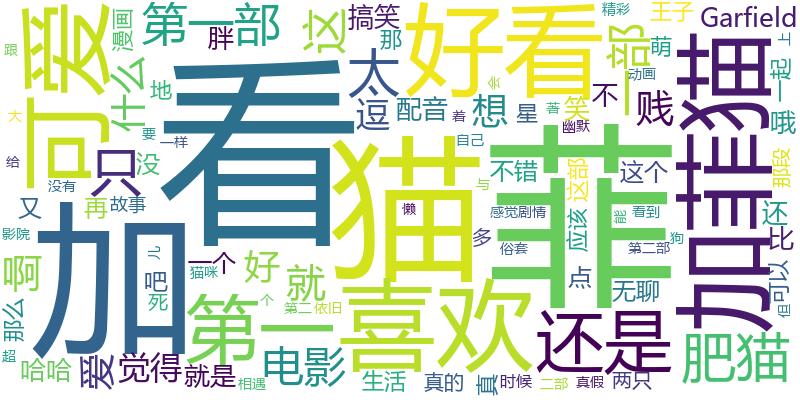 跟
漫画
第一部
胖
这
搞笑
那
好看
一部
精彩
王子
Garfield
萌
上
大
可爱
什么
地
看
太
逗
配音
想
星
笑
动画
不
贱
加菲猫
一起
哦
要
只
没
会
着
蠢
幽默
给
没有
一样
猫
自己
菲
与
不错
这部
这个
那段
又
再
故事
加
懒
感觉剧情
应该
能
看到
还
影院
儿
一个
好
多
俗套
第二部
狗
比
啊
吧
猫咪
就
点
无聊
可以
但
那么
死
第一
个
第二
依旧
喜欢
还是
肥猫
超
哈哈
爱
觉得
就是
相遇
电影
生活
真的
真
时候
二部
真假
两只